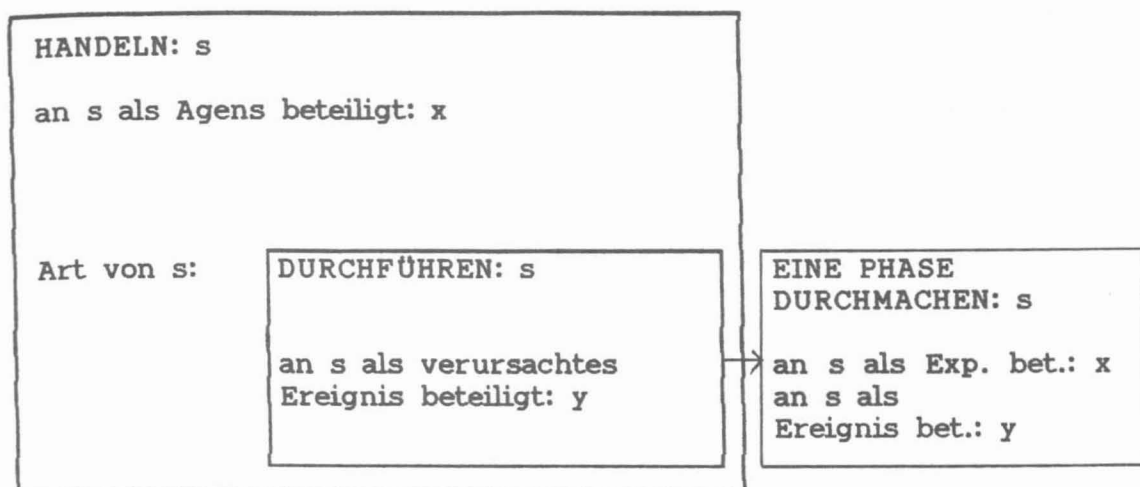 HANDELN: s
an s als Agens beteiligt: x
Art von s:
DURCHFÜHREN: s
an s als verursachtes
Ereignis beteiligt: y
EINE PHASE
DURCHMACHEN: s
an s als Exp. bet.: x
an s als
Ereignis bet.: y